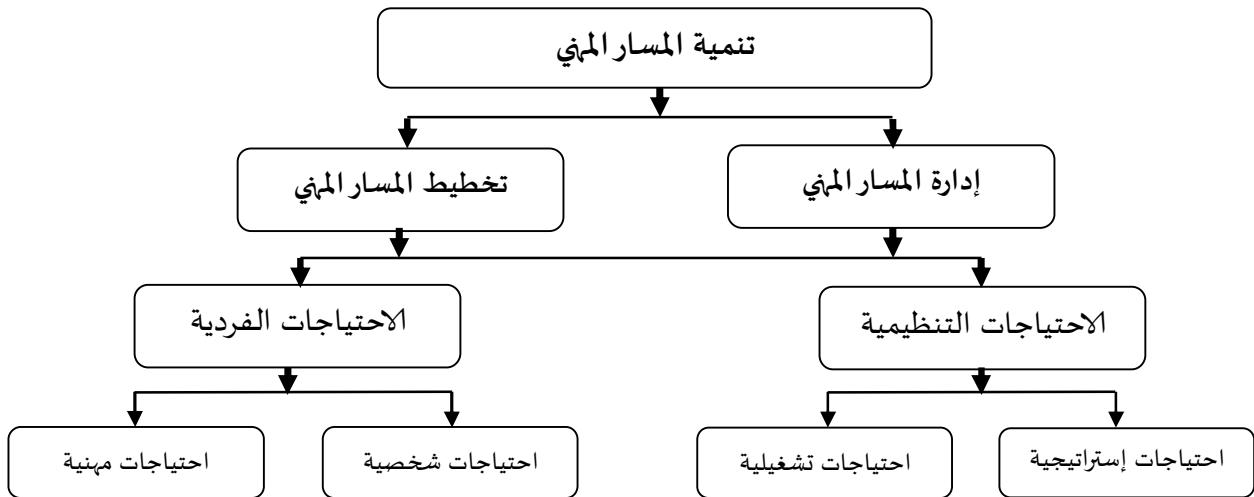 تنمية المسار المهني
إدارة المسار المهني
تخطيط المسار المهني
الاحتياجات التنظيمية
الاحتياجات الفردية
احتياجات إستراتيجية
احتياجات تشغيلية
احتياجات شخصية
احتياجات مهنية